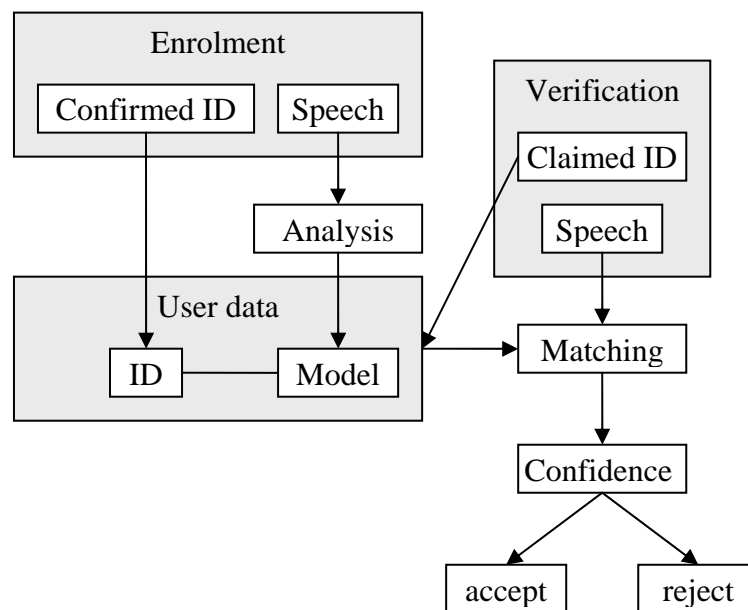 Enrolment
Confirmed ID
Speech
Verification
Claimed ID
Analysis
Speech
User data
ID
Model
Matching
Confidence
accept
reject